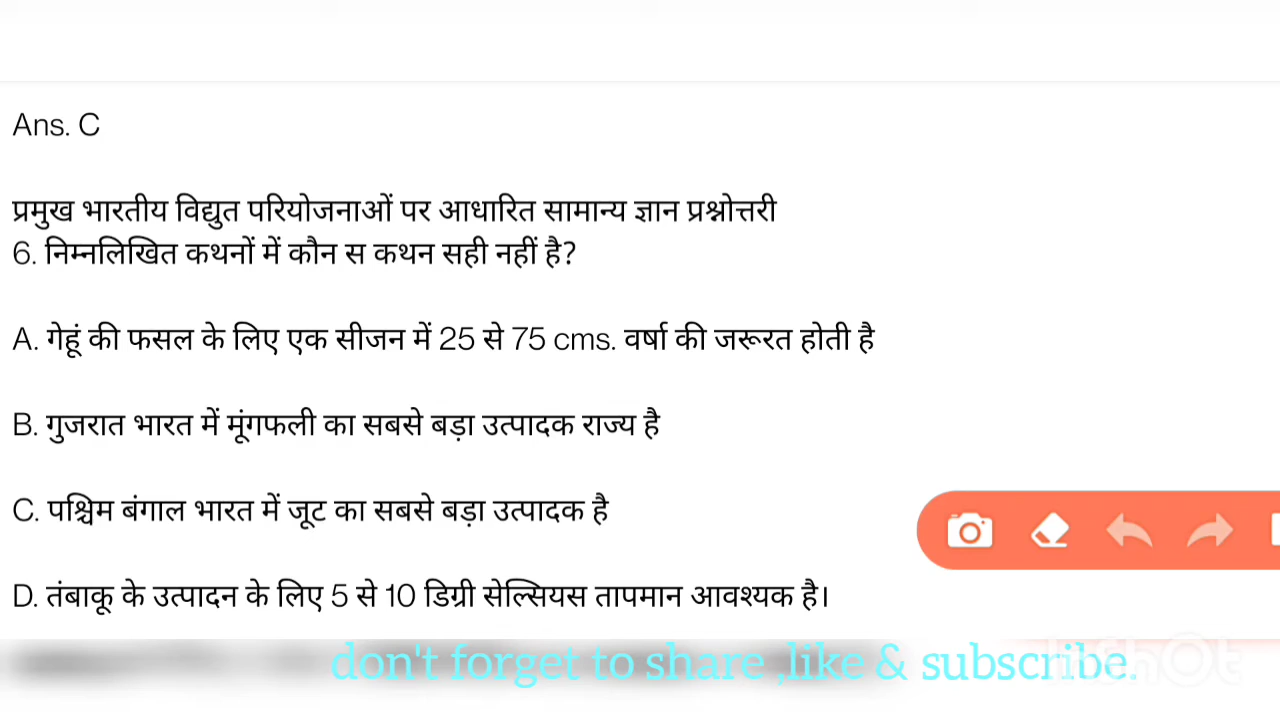 Ans. C
प्रमुख भारतीय विद्युत परियोजनाओं पर आधारित सामान्य ज्ञान प्रश्नोत्तरी
6. निम्नलिखित कथनों में कौन स कथन सही नहीं है?
A. गेहूं की फसल के लिए एक सीजन में 25 से 75 cms. वर्षा की जरूरत होती है
B. गुजरात भारत में मूंगफली का सबसे बड़ा उत्पादक राज्य है
C. पश्चिम बंगाल भारत में जूट का सबसे बड़ा उत्पादक है
D. तंबाकू के उत्पादन के लिए 5 से 10 डिग्री सेल्सियस तापमान आवश्यक है।
don't forget to share ,like & subscribe.